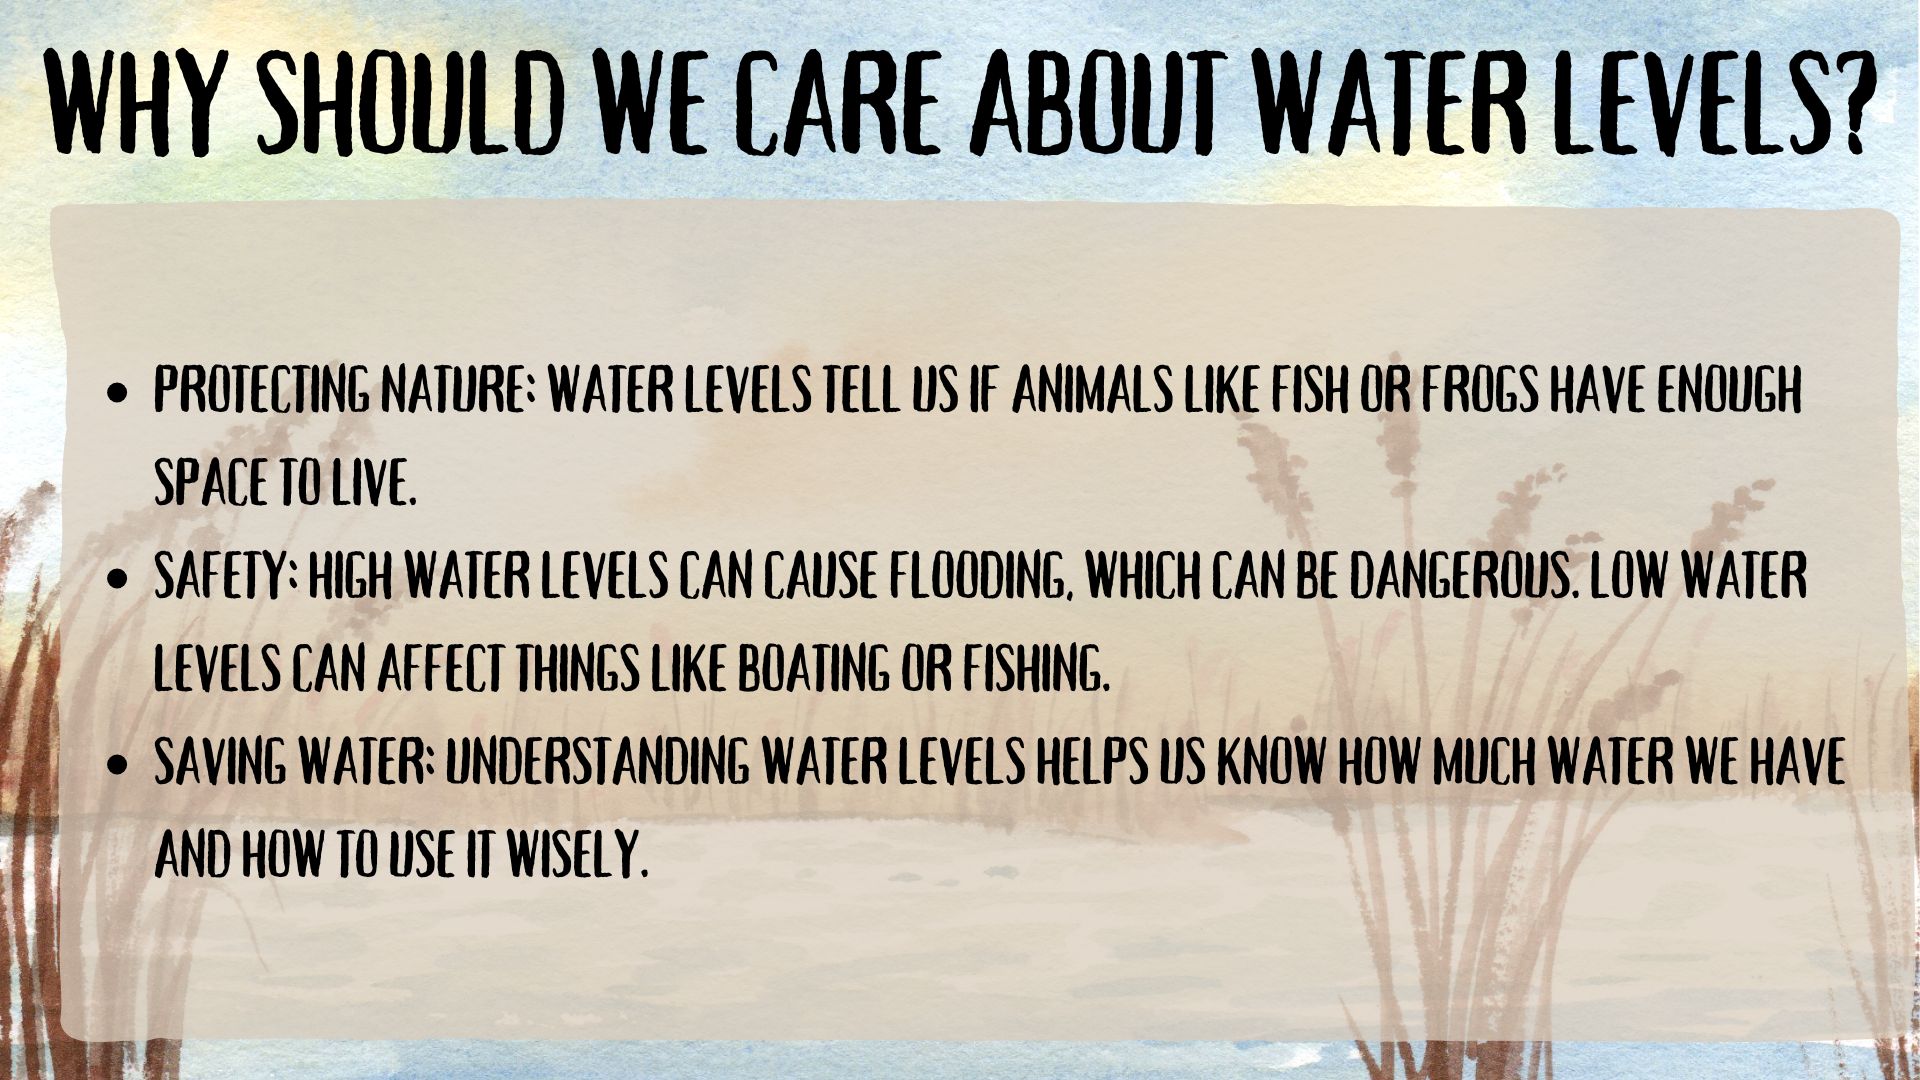 WHY SHOULD WE CARE ABOUT WATER LEVELS?
• PROTECTING NATURE: WATER LEVELS TELL US IF ANIMALS LIKE FISH OR FROGS HAVE ENOUGH
SPACE TO LIVE.
• SAFETY: HIGH WATER LEVELS CAN CAUSE FLOODING, WHICH CAN BE DANGEROUS. LOW WATER
LEVELS CAN AFFECT THINGS LIKE BOATING OR FISHING.
• SAVING WATER: UNDERSTANDING WATER LEVELS HELPS US KNOW HOW MUCH WATER WE HAVE
AND HOW TO USE IT WISELY.